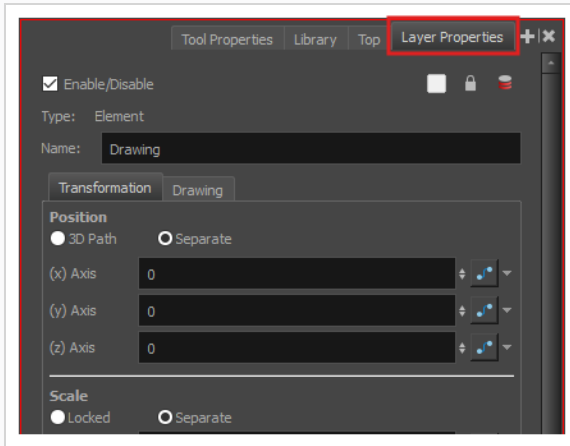 Tool Properties Library Top Layer Properties
Enable/Disable
Type: Element
Name: Drawing
Transformation Drawing
Position
3D Path Separate
(x) Axis 0
(y) Axis 0
(z) Axis 0
Scale
Locked Separate